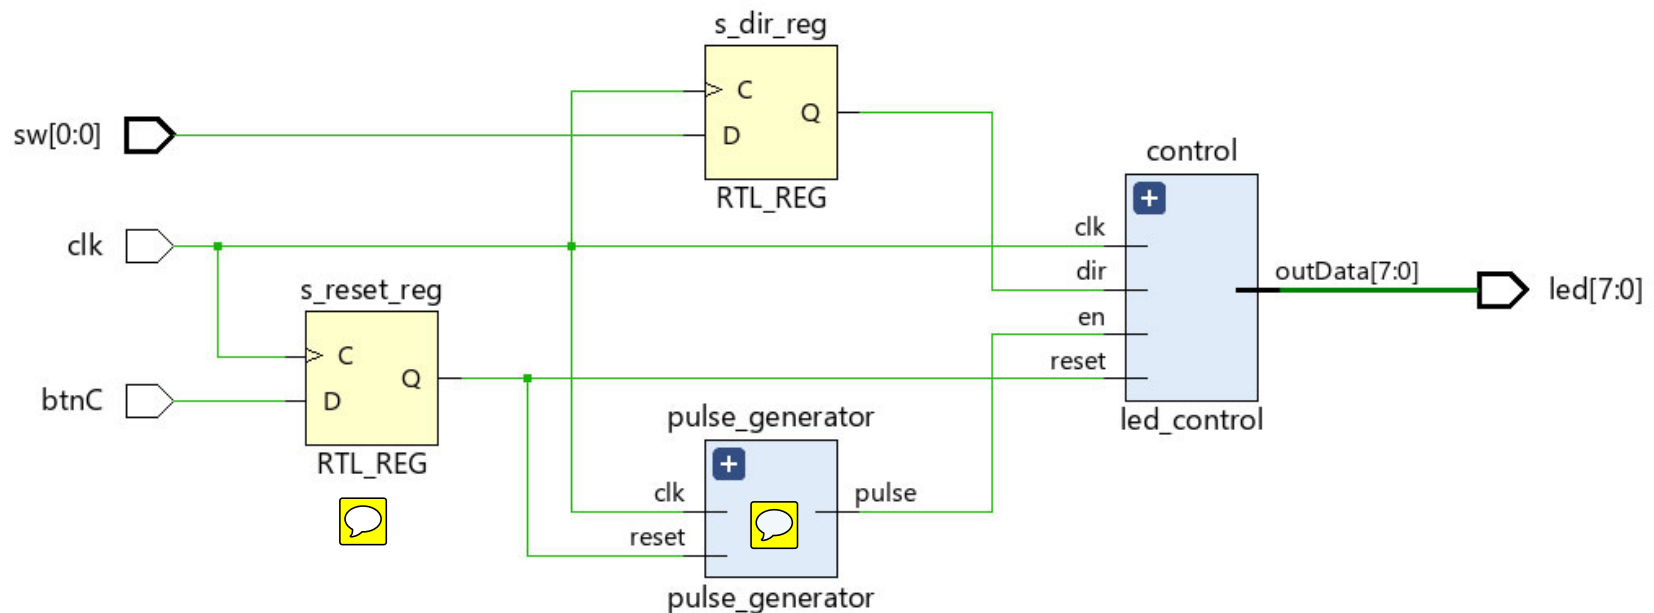 s_dir_reg
C
Q
D
RTL_REG
sw[0:0]
clk
btnC
s_reset_reg
C
Q
D
RTL_REG
pulse_generator
+
clk
pulse
reset
pulse_generator
control
+
clk
dir
en
reset
outData[7:0]
led_control
led[7:0]